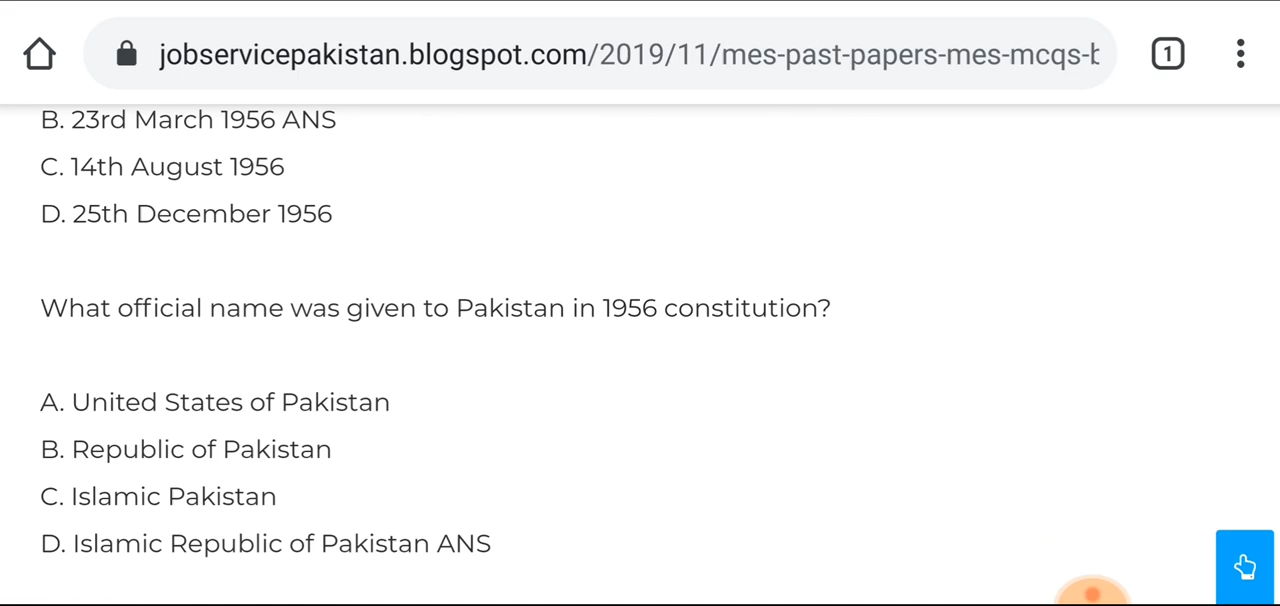 jobservicepakistan.blogspot.com/2019/11/mes-past-papers-mes-mcqs-b
1
B. 23rd March 1956 ANS
C. 14th August 1956
D. 25th December 1956
What official name was given to Pakistan in 1956 constitution?
A. United States of Pakistan
B. Republic of Pakistan
C. Islamic Pakistan
D. Islamic Republic of Pakistan ANS